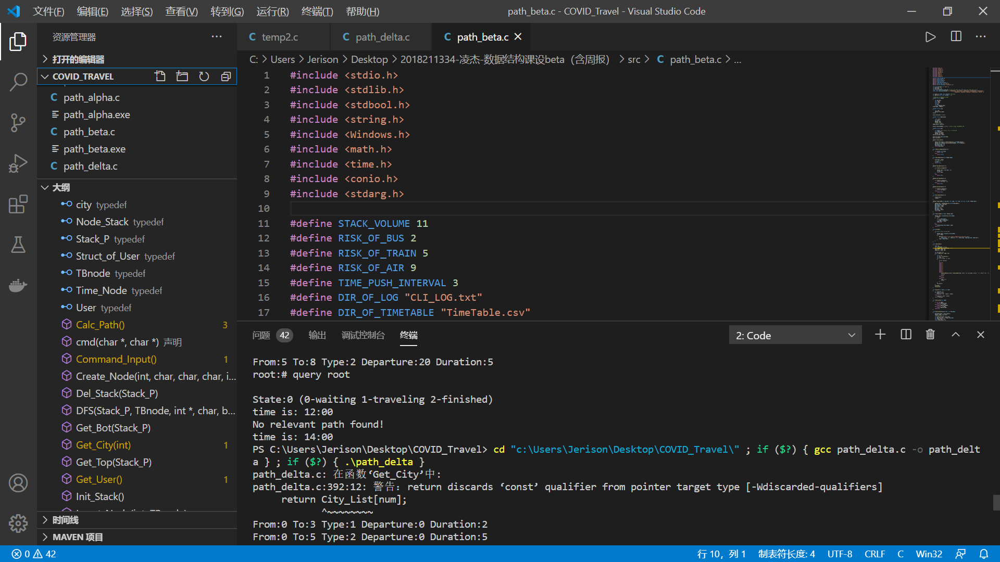 文件(F) 编辑(E) 选择(S) 查看(V) 转到(G) 运行(R) 终端(T) 帮助(H)
path_beta.c - COVID_Travel - Visual Studio Code
资源管理器
打开的编辑器
COVID_TRAVEL
path_alpha.c
path_alpha.exe
path_beta.c
path_beta.exe
path_delta.c
大纲
city typedef
Node_Stack typedef
Stack_P typedef
Struct_of_User typedef
TBnode typedef
Time_Node typedef
User typedef
Calc_Path() 3
cmd(char *, char *) 声明
Command_Input() 1
Create_Node(int, char, char, char, i...
Del_Stack(Stack_P)
DFS(Stack_P, TBnode, int *, char, b...
Get_Bot(Stack_P)
Get_City(int) 1
Get_Top(Stack_P)
Get_User() 1
Init_Stack()
时间线
MAVEN 项目
temp2.c
path_delta.c
path_beta.c
C: > Users > Jerison > Desktop > 2018211334-凌杰-数据结构课设beta（含周报） > src > C path_beta.c > ...
1 #include <stdio.h>
2 #include <stdlib.h>
3 #include <stdbool.h>
4 #include <string.h>
5 #include <Windows.h>
6 #include <math.h>
7 #include <time.h>
8 #include <conio.h>
9 #include <stdarg.h>
10
11 #define STACK_VOLUME 11
12 #define RISK_OF_BUS 2
13 #define RISK_OF_TRAIN 5
14 #define RISK_OF_AIR 9
15 #define TIME_PUSH_INTERVAL 3
16 #define DIR_OF_LOG "CLI_LOG.txt"
17 #define DIR_OF_TIMETABLE "TimeTable.csv"
问题 42 输出 调试控制台 终端
2: Code
From:5 To:8 Type:2 Departure:20 Duration:5
root:# query root
State:0 (0-waiting 1-traveling 2-finished)
time is: 12:00
No relevant path found!
time is: 14:00
PS C:\Users\Jerison\Desktop\COVID_Travel> cd "c:\Users\Jerison\Desktop\COVID_Travel\" ; if ($?) { gcc path_delta.c -o path_delt
a } ; if ($?) { .\path_delta }
path_delta.c: 在函数‘Get_City’中:
path_delta.c:392:12: 警告：return discards ‘const’ qualifier from pointer target type [-Wdiscarded-qualifiers]
return City_List[num];
^~~~~~~~~
From:0 To:3 Type:1 Departure:0 Duration:2
From:0 To:5 Type:2 Departure:0 Duration:5
0 42
行 10，列 1 制表符长度: 4 UTF-8 CRLF C Win32